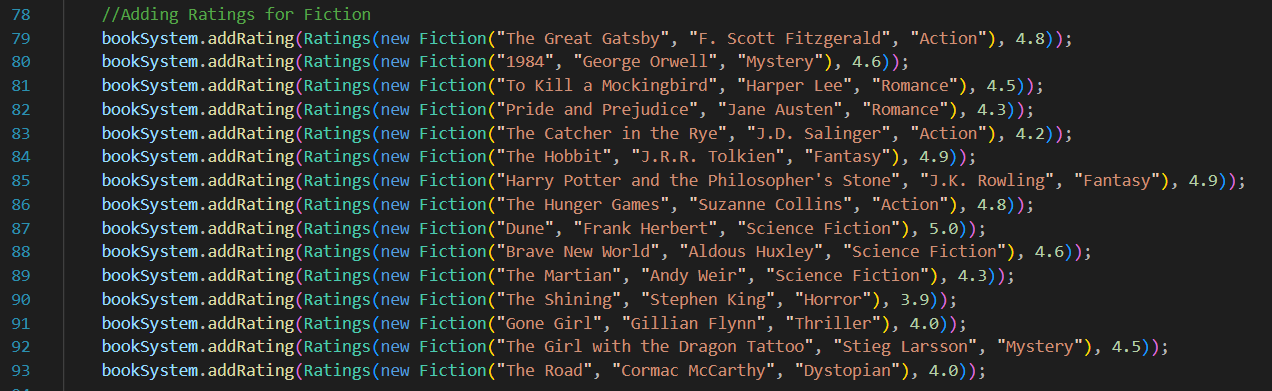 78 //Adding Ratings for Fiction
79 bookSystem.addRating(Ratings(new Fiction("The Great Gatsby", "F. Scott Fitzgerald", "Action"), 4.8));
80 bookSystem.addRating(Ratings(new Fiction("1984", "George Orwell", "Mystery"), 4.6));
81 bookSystem.addRating(Ratings(new Fiction("To Kill a Mockingbird", "Harper Lee", "Romance"), 4.5));
82 bookSystem.addRating(Ratings(new Fiction("Pride and Prejudice", "Jane Austen", "Romance"), 4.3));
83 bookSystem.addRating(Ratings(new Fiction("The Catcher in the Rye", "J.D. Salinger", "Action"), 4.2));
84 bookSystem.addRating(Ratings(new Fiction("The Hobbit", "J.R.R. Tolkien", "Fantasy"), 4.9));
85 bookSystem.addRating(Ratings(new Fiction("Harry Potter and the Philosopher's Stone", "J.K. Rowling", "Fantasy"), 4.9));
86 bookSystem.addRating(Ratings(new Fiction("The Hunger Games", "Suzanne Collins", "Action"), 4.8));
87 bookSystem.addRating(Ratings(new Fiction("Dune", "Frank Herbert", "Science Fiction"), 5.0));
88 bookSystem.addRating(Ratings(new Fiction("Brave New World", "Aldous Huxley", "Science Fiction"), 4.6));
89 bookSystem.addRating(Ratings(new Fiction("The Martian", "Andy Weir", "Science Fiction"), 4.3));
90 bookSystem.addRating(Ratings(new Fiction("The Shining", "Stephen King", "Horror"), 3.9));
91 bookSystem.addRating(Ratings(new Fiction("Gone Girl", "Gillian Flynn", "Thriller"), 4.0));
92 bookSystem.addRating(Ratings(new Fiction("The Girl with the Dragon Tattoo", "Stieg Larsson", "Mystery"), 4.5));
93 bookSystem.addRating(Ratings(new Fiction("The Road", "Cormac McCarthy", "Dystopian"), 4.0));